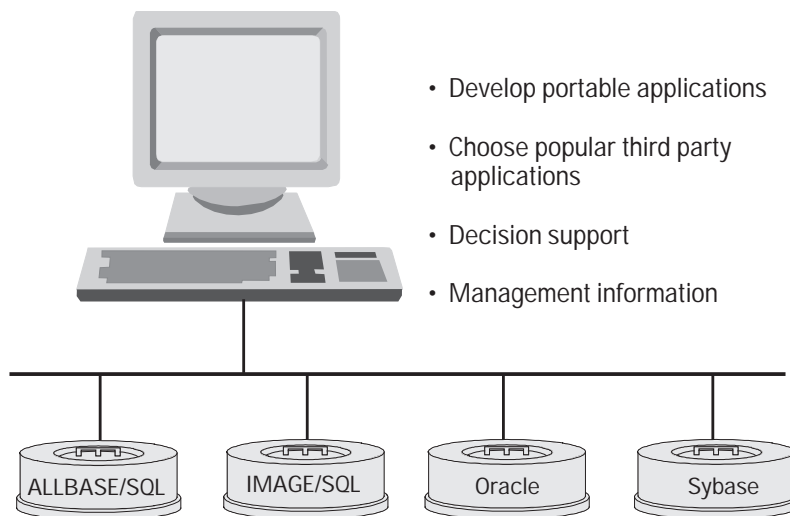 • Develop portable applications
• Choose popular third party
applications
• Decision support
• Management information
ALLBASE/SQL
IMAGE/SQL
Oracle
Sybase